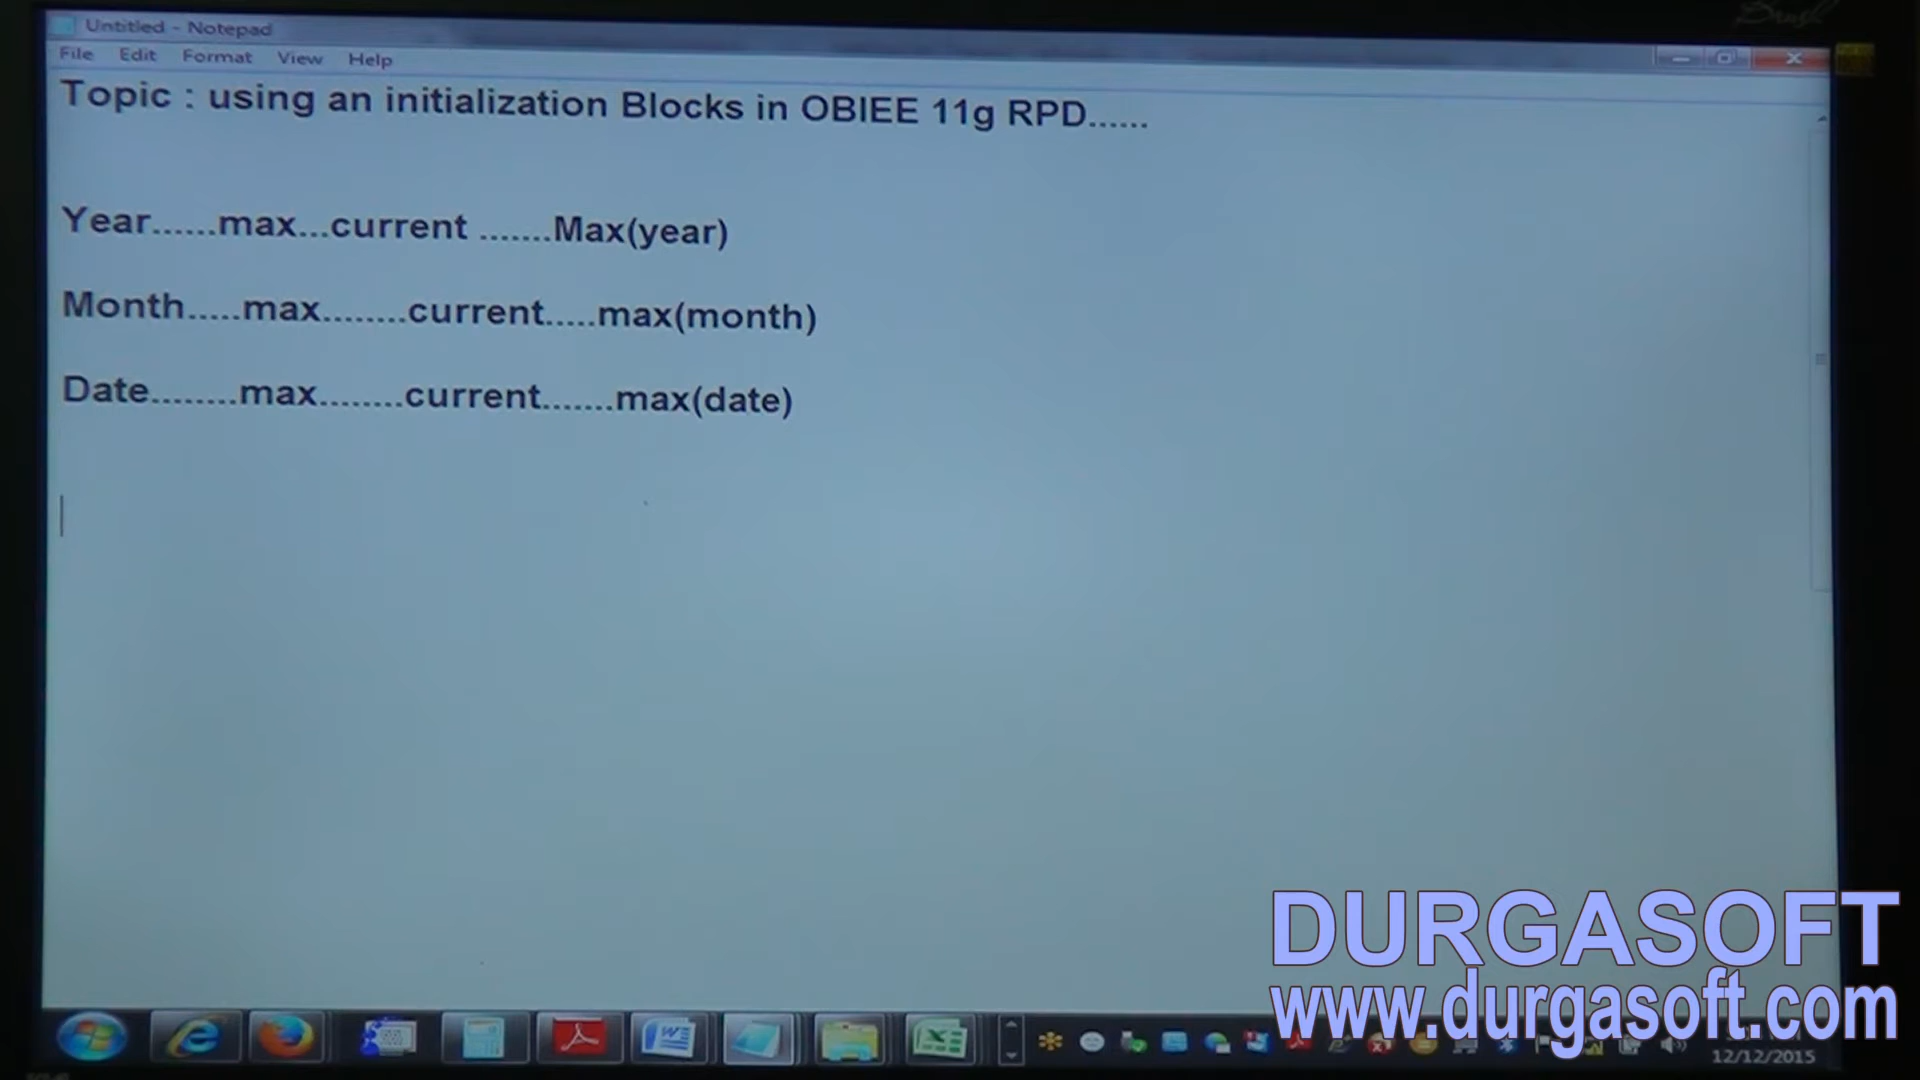 Untitled - Notepad
File Edit Format View Help
Topic : using an initialization Blocks in OBIEE 11g RPD......
Year......max...current .......Max(year)
Month.....max........current.....max(month)
Date........max........current.......max(date)
DURGASOFT
www.durgasoft.com
12/12/2015